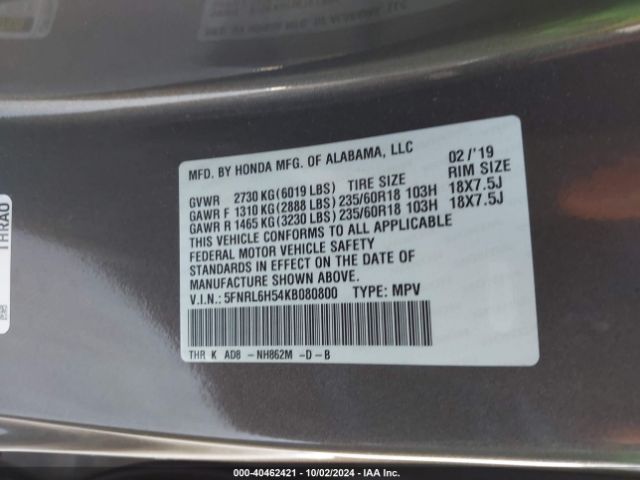 MFD. BY HONDA MFG. OF ALABAMA, LLC 02/'19
GVWR 2730 KG (6019 LBS) TIRE SIZE RIM SIZE
GAWR F 1310 KG (2888 LBS) 235/60R18 103H 18X7.5J
GAWR R 1465 KG (3230 LBS) 235/60R18 103H 18X7.5J
THIS VEHICLE CONFORMS TO ALL APPLICABLE
FEDERAL MOTOR VEHICLE SAFETY
STANDARDS IN EFFECT ON THE DATE OF
MANUFACTURE SHOWN ABOVE.
V.I.N.: 5FNRL6H54KB080800 TYPE: MPV
THR K AD8 -NH862M -D-B
THRA0
000-40462421 - 10/02/2024 - IAA Inc.